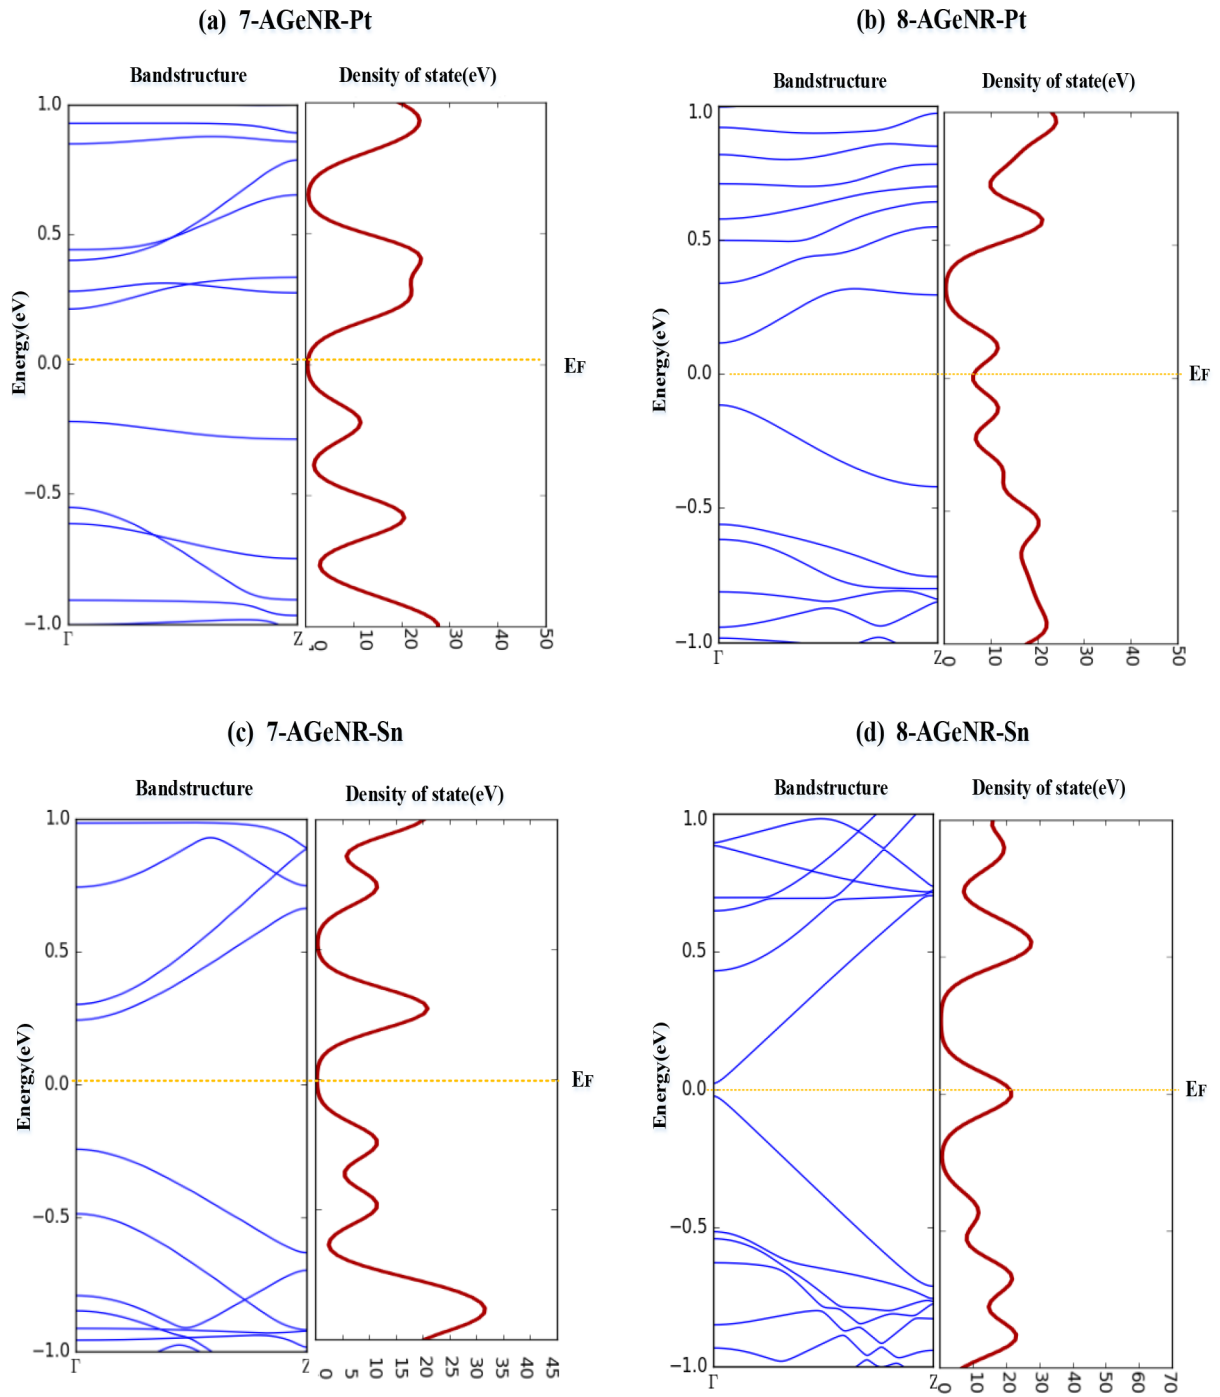 (a) 7-AGeNR-Pt
(b) 8-AGeNR-Pt
Bandstructure
Density of state(eV)
Bandstructure
Density of state(eV)
1.0
0.5
0.0
−0.5
−1.0
Energy(eV)
Γ
Z
0
10
20
30
40
50
EF
1.0
0.5
0.0
−0.5
−1.0
Energy(eV)
Γ
Z
0
10
20
30
40
50
EF
(c) 7-AGeNR-Sn
(d) 8-AGeNR-Sn
Bandstructure
Density of state(eV)
Bandstructure
Density of state(eV)
1.0
0.5
0.0
−0.5
−1.0
Energy(eV)
Γ
Z
0
5
10
15
20
25
30
35
40
45
EF
1.0
0.5
0.0
−0.5
−1.0
Energy(eV)
Γ
Z
0
10
20
30
40
50
60
70
EF